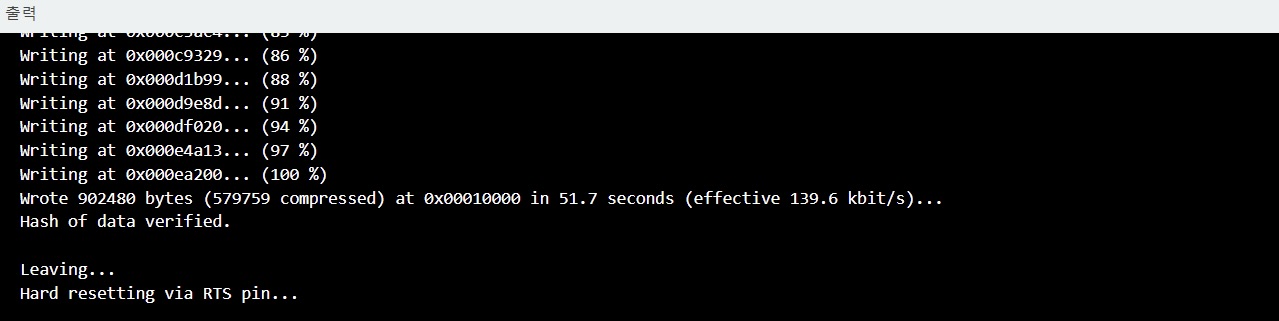 출력
Writing at 0x000c9329... (86 %)
Writing at 0x000d1b99... (88 %)
Writing at 0x000d9e8d... (91 %)
Writing at 0x000df020... (94 %)
Writing at 0x000e4a13... (97 %)
Writing at 0x000ea200... (100 %)
Wrote 902480 bytes (579759 compressed) at 0x00010000 in 51.7 seconds (effective 139.6 kbit/s)...
Hash of data verified.
Leaving...
Hard resetting via RTS pin...